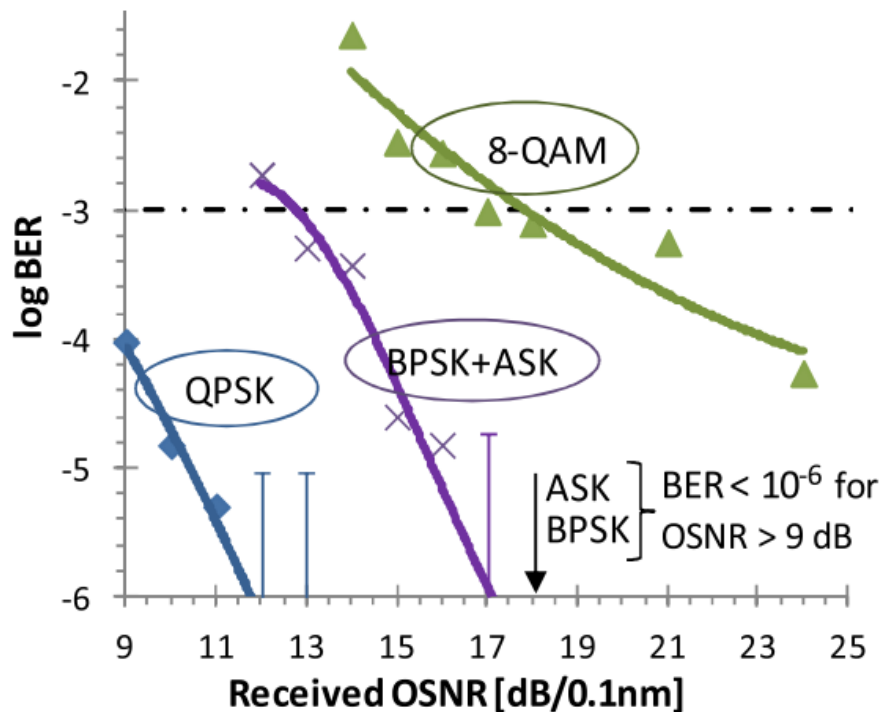 -2
8-QAM
-3
log BER
-4
BPSK+ASK
QPSK
-5
ASK
BPSK
BER < 10⁻⁶ for
OSNR > 9 dB
-6
9 11 13 15 17 19 21 23 25
Received OSNR [dB/0.1nm]